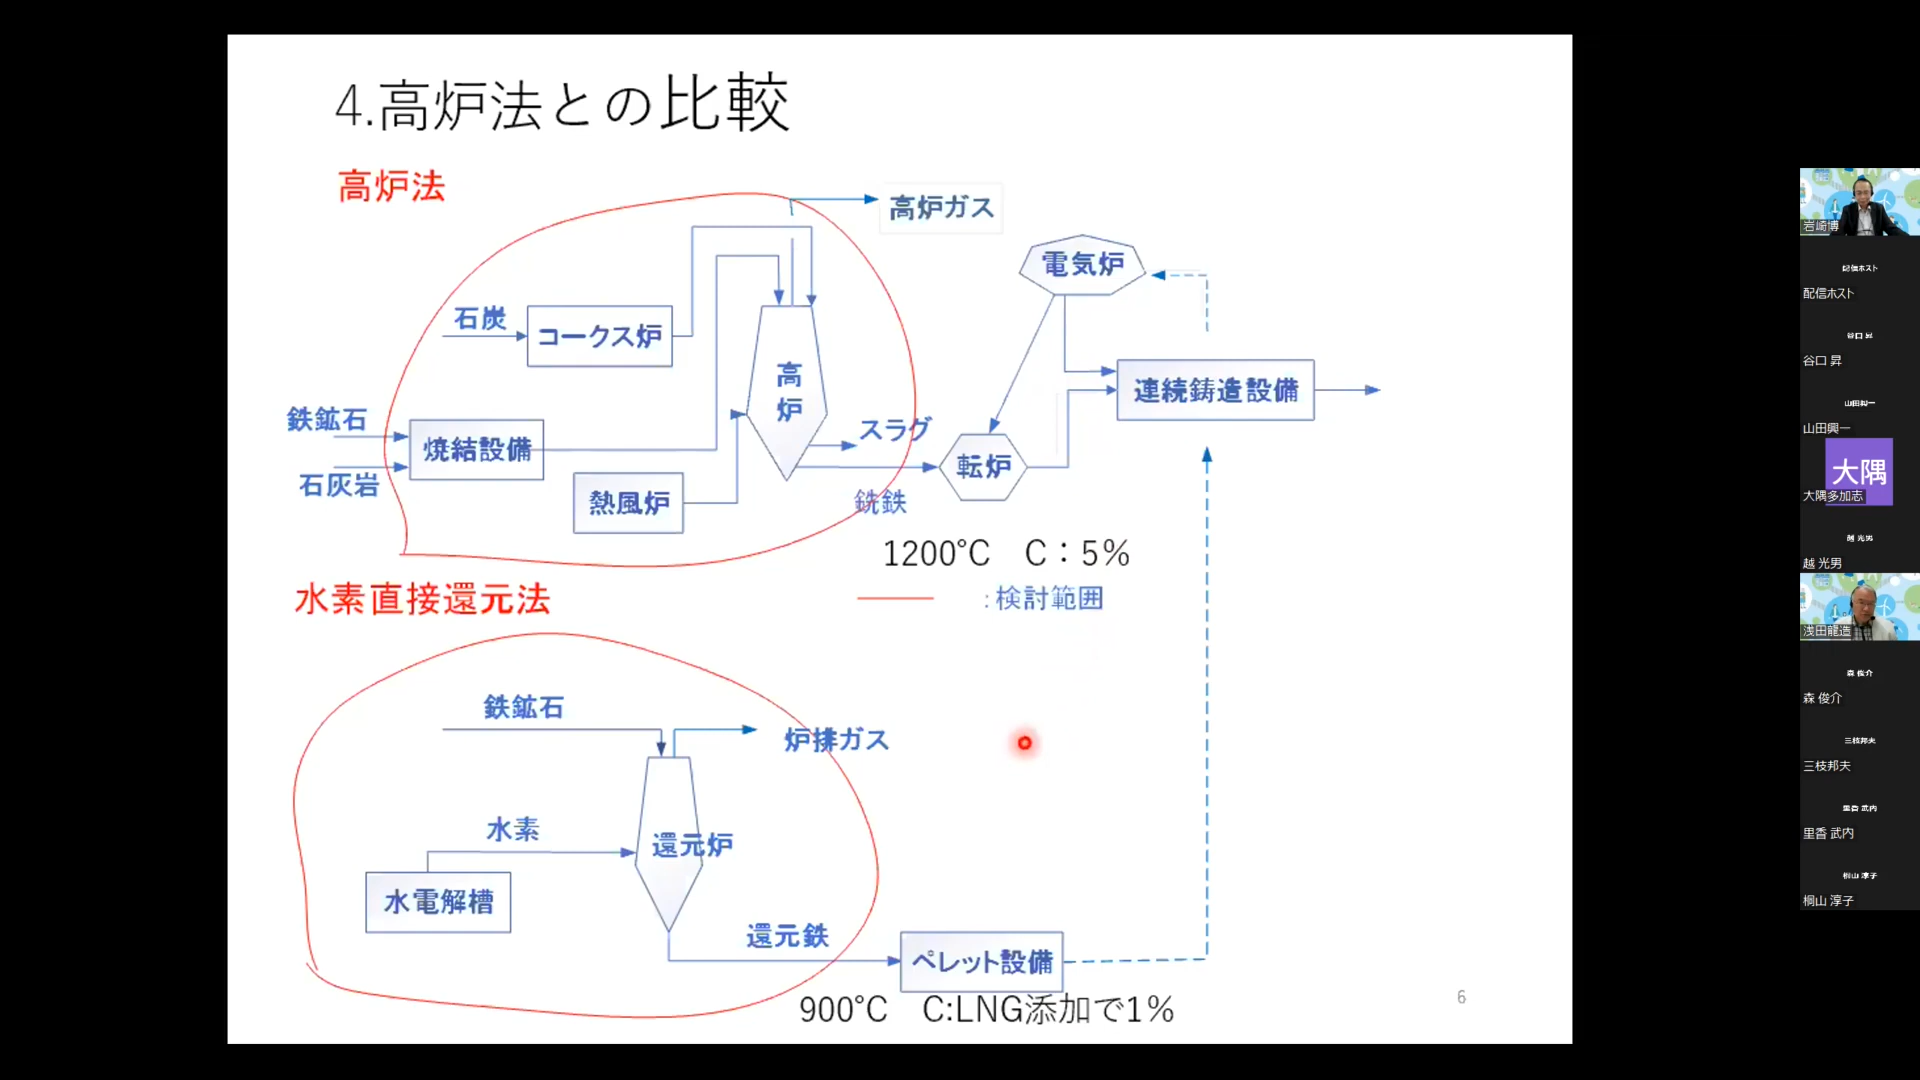 4.高炉法との比較
高炉法
高炉ガス
電気炉
石炭
コークス炉
高
炉
連続鋳造設備
鉄鉱石
焼結設備
スラグ
転炉
石灰岩
熱風炉
銑鉄
1200℃ C：5%
:検討範囲
水素直接還元法
鉄鉱石
炉排ガス
水素
還元炉
水電解槽
還元鉄
ペレット設備
900℃ C:LNG添加で1%
6
岩崎博
配信ホスト
配信ホスト
谷口 昇
谷口 昇
山田興一
山田興一
大隅
大隅多加志
越 光男
越 光男
浅田龍造
森 俊介
森 俊介
三枝邦夫
三枝邦夫
里香 武内
里香 武内
桐山 淳子
桐山 淳子